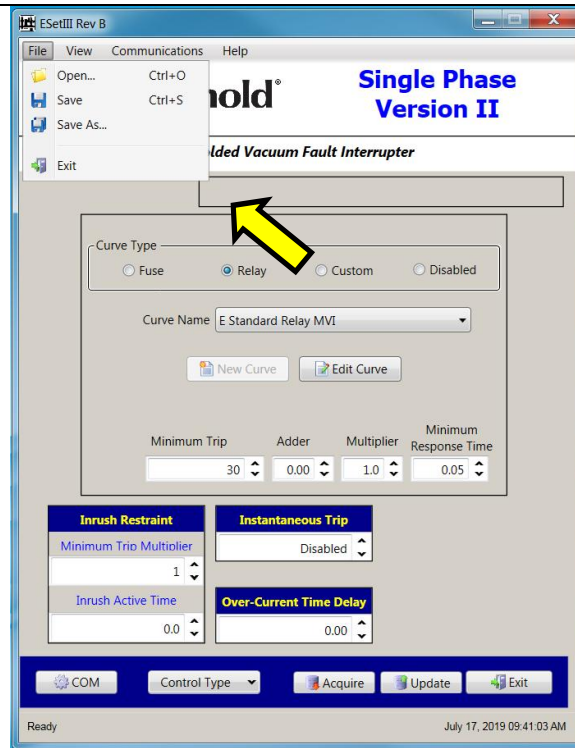 ESetIII Rev B
File View Communications Help
Open... Ctrl+O
Save Ctrl+S
Save As...
Exit
Single Phase
Version II
Vacuum Fault Interrupter
Curve Type
Fuse Relay Custom Disabled
Curve Name E Standard Relay MVI
New Curve Edit Curve
Minimum Trip Adder Multiplier Minimum Response Time
30 0.00 1.0 0.05
Inrush Restraint
Minimum Trip Multiplier
1
Inrush Active Time
0.0
Instantaneous Trip
Disabled
Over-Current Time Delay
0.00
COM Control Type Acquire Update Exit
Ready July 17, 2019 09:41:03 AM